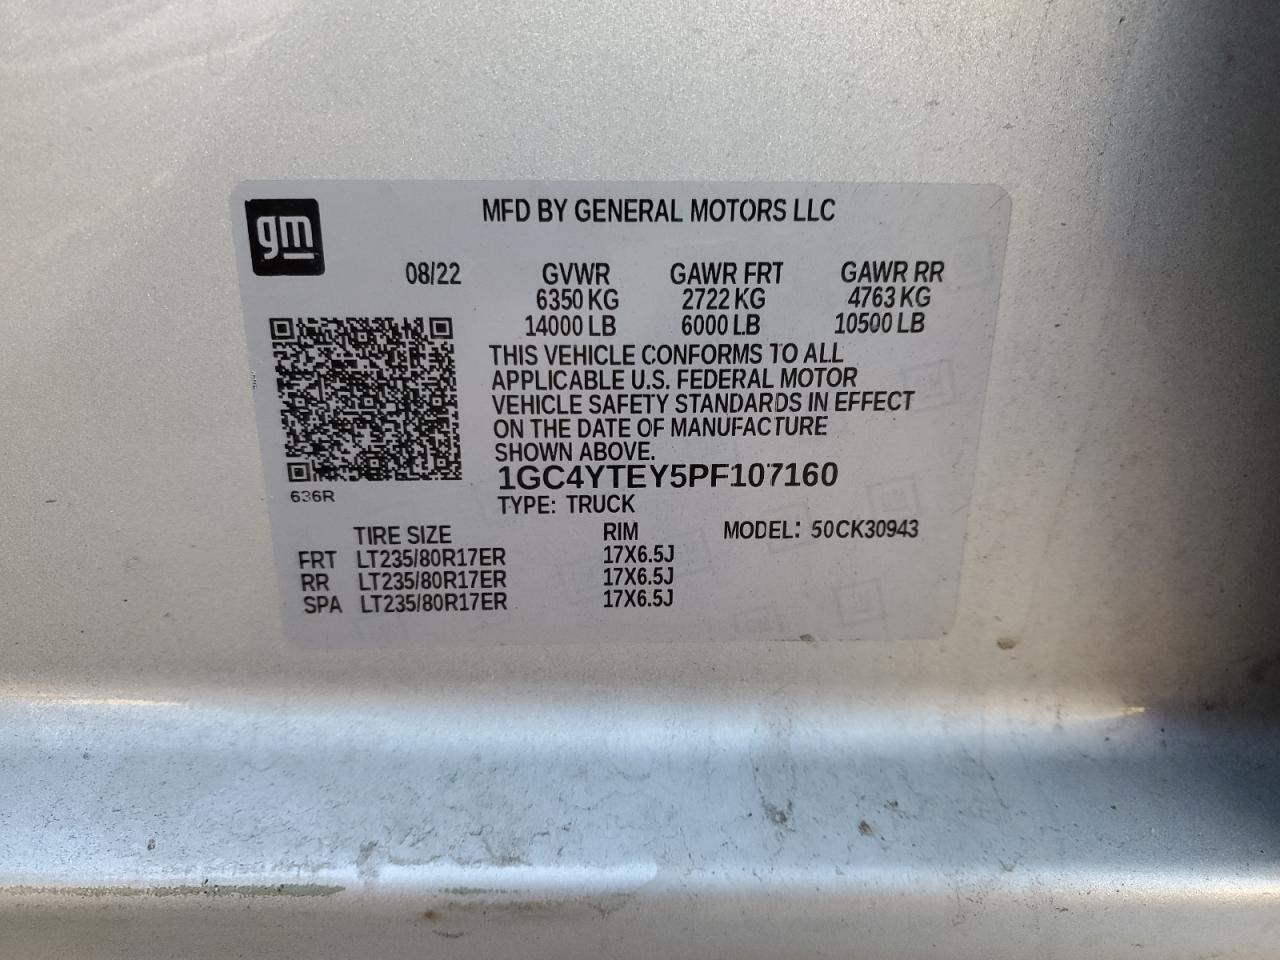 gm
MFD BY GENERAL MOTORS LLC
08/22 GVWR GAWR FRT GAWR RR
6350 KG 2722 KG 4763 KG
14000 LB 6000 LB 10500 LB
THIS VEHICLE CONFORMS TO ALL
APPLICABLE U.S. FEDERAL MOTOR
VEHICLE SAFETY STANDARDS IN EFFECT
ON THE DATE OF MANUFACTURE
SHOWN ABOVE.
1GC4YTEY5PF107160
636R
TYPE: TRUCK
TIRE SIZE RIM MODEL: 50CK30943
FRT LT235/80R17ER 17X6.5J
RR LT235/80R17ER 17X6.5J
SPA LT235/80R17ER 17X6.5J